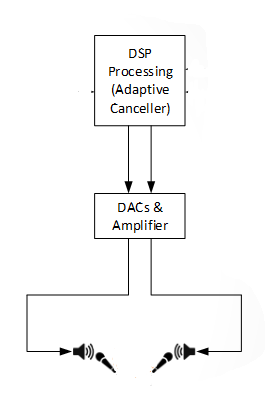 DSP
Processing
(Adaptive
Canceller)
DACs &
Amplifier